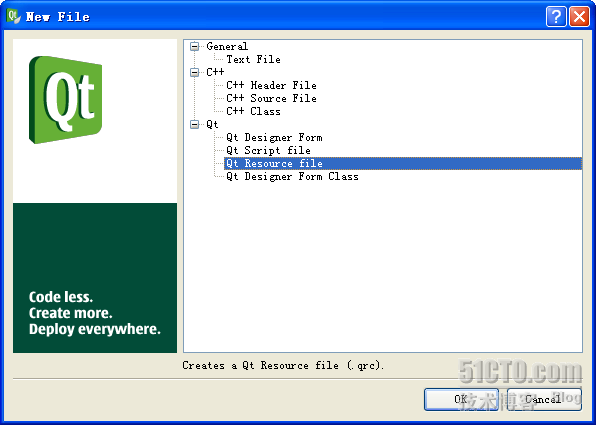 New File
Qt
General
Text File
C++
C++ Header File
C++ Source File
C++ Class
Qt
Qt Designer Form
Qt Script file
Qt Resource file
Qt Designer Form Class
Code less.
Create more.
Deploy everywhere.
Creates a Qt Resource file (.qrc).
51CTO.com
OK
Cancel
技术博客 Blog